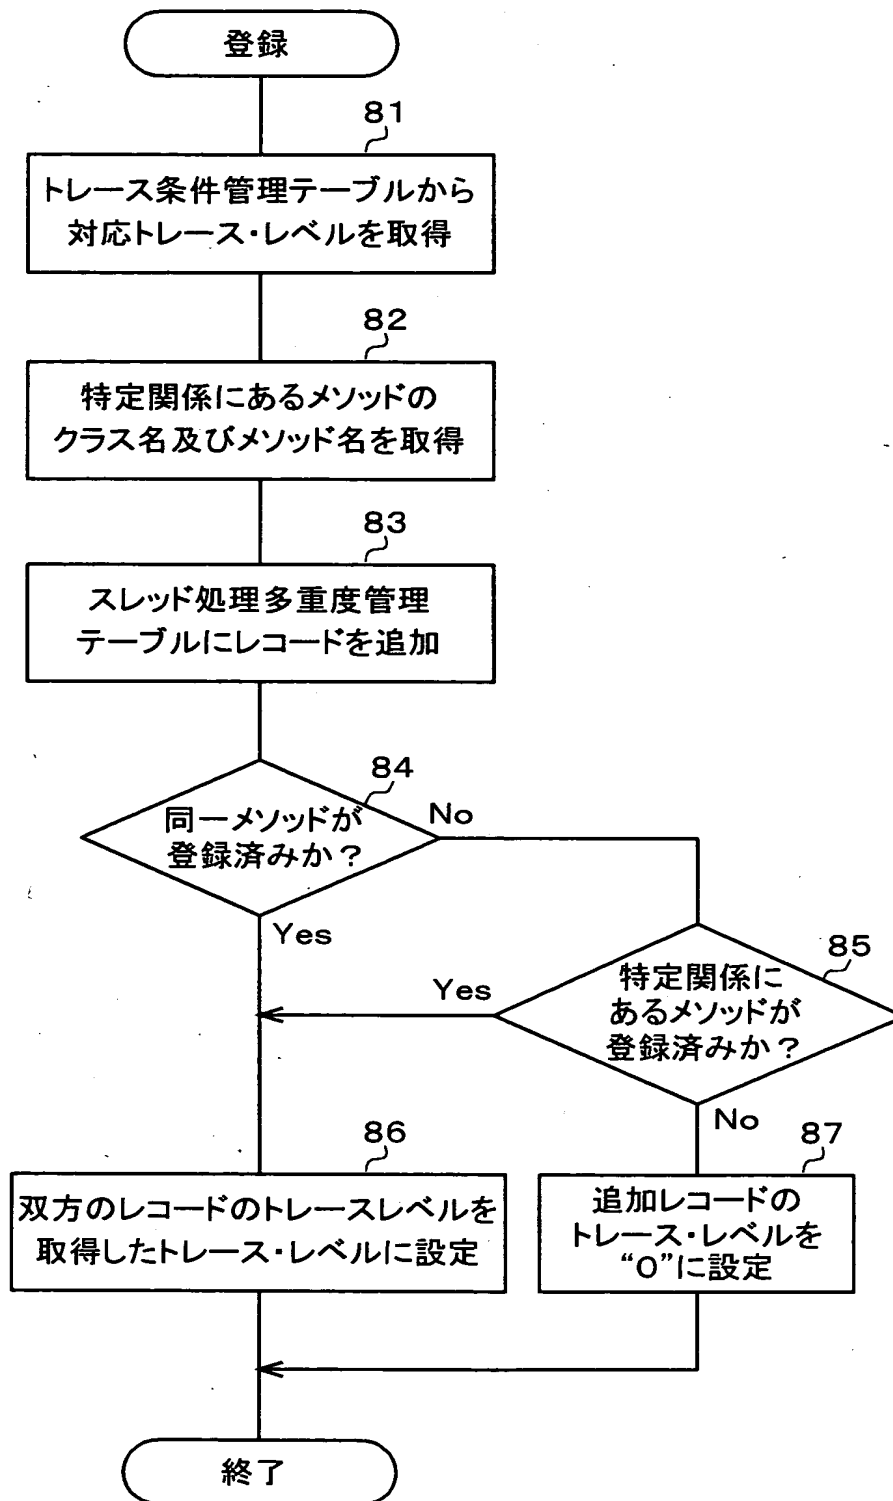 登録
81
トレース条件管理テーブルから
対応トレース・レベルを取得
82
特定関係にあるメソッドの
クラス名及びメソッド名を取得
83
スレッド処理多重度管理
テーブルにレコードを追加
84
同一メソッドが
登録済みか？
No
Yes
85
特定関係に
あるメソッドが
登録済みか？
Yes
No
86
双方のレコードのトレースレベルを
取得したトレース・レベルに設定
87
追加レコードの
トレース・レベルを
“0”に設定
終了